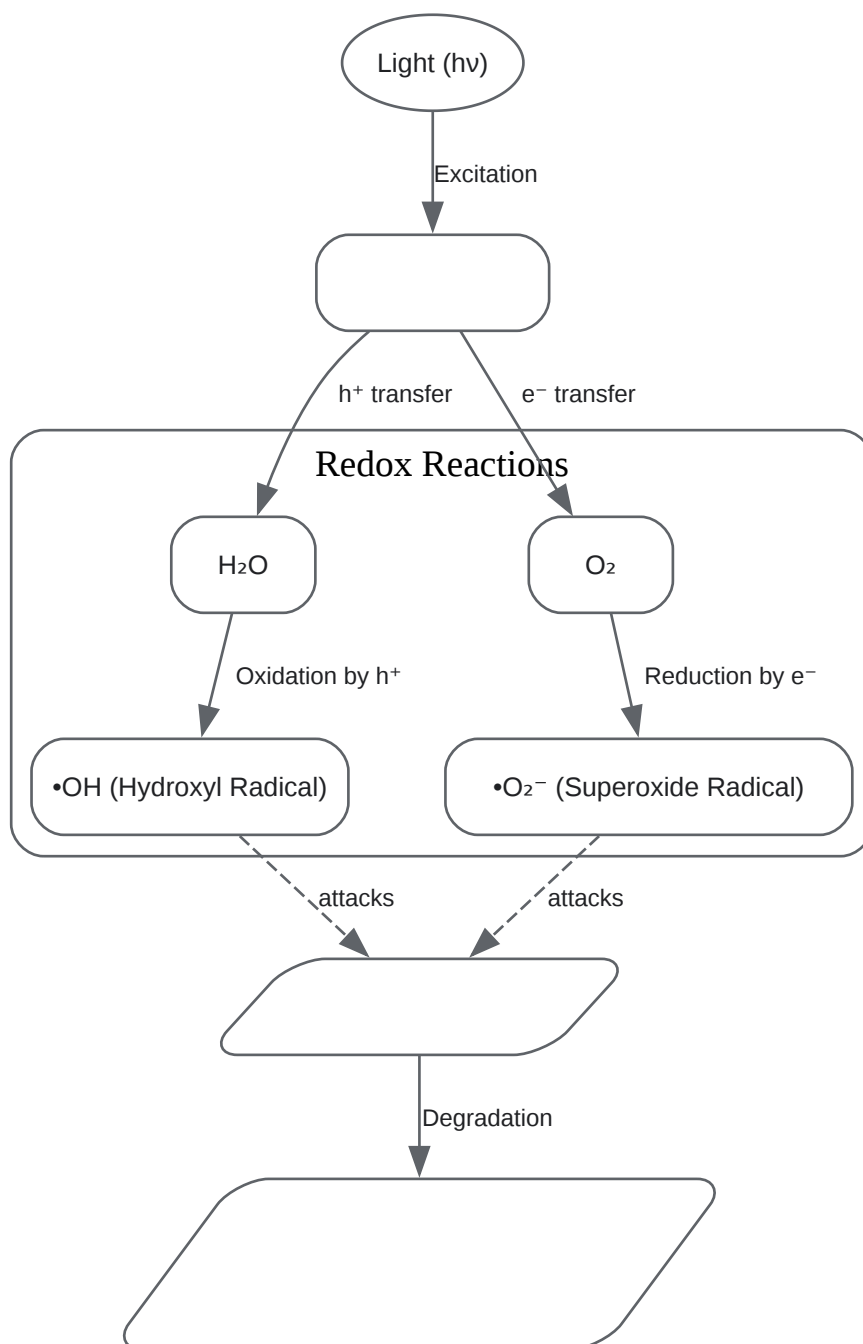 Light (hν)
Excitation
h⁺ transfer
e⁻ transfer
Redox Reactions
H₂O
O₂
Oxidation by h⁺
Reduction by e⁻
•OH (Hydroxyl Radical)
•O₂⁻ (Superoxide Radical)
attacks
attacks
Degradation